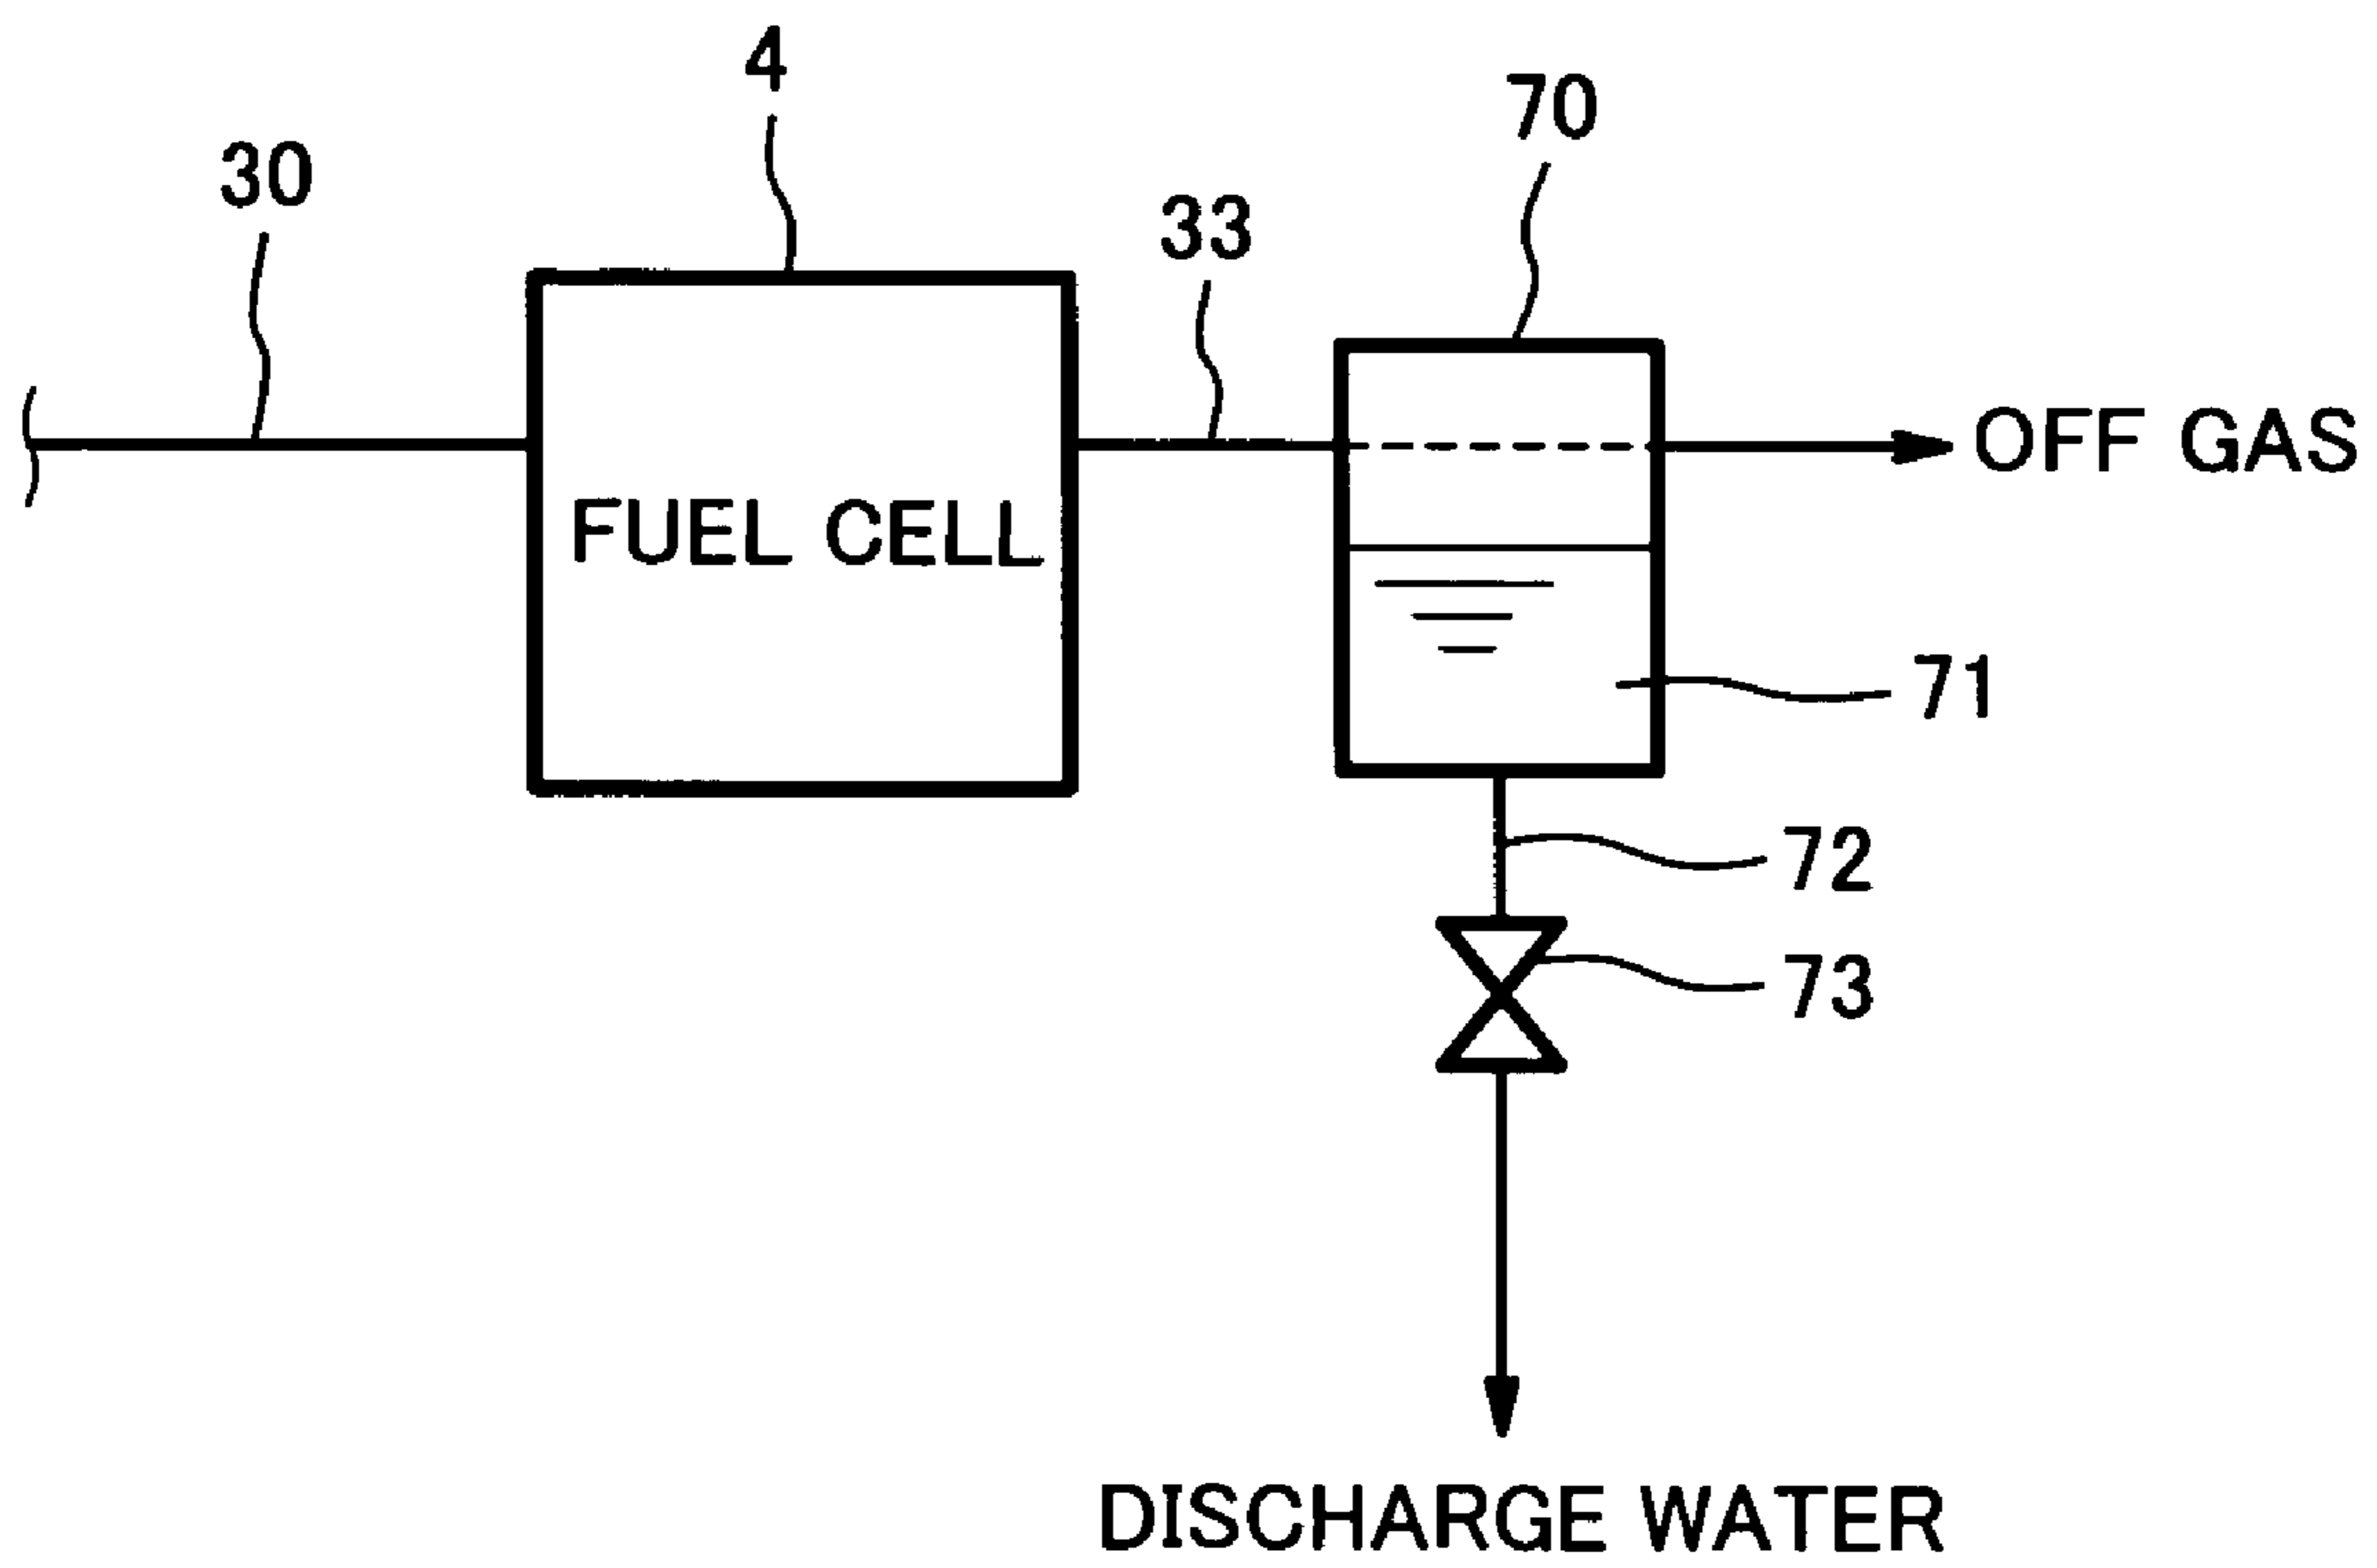 4
70
30
33
OFF GAS
FUEL CELL
71
72
73
DISCHARGE WATER